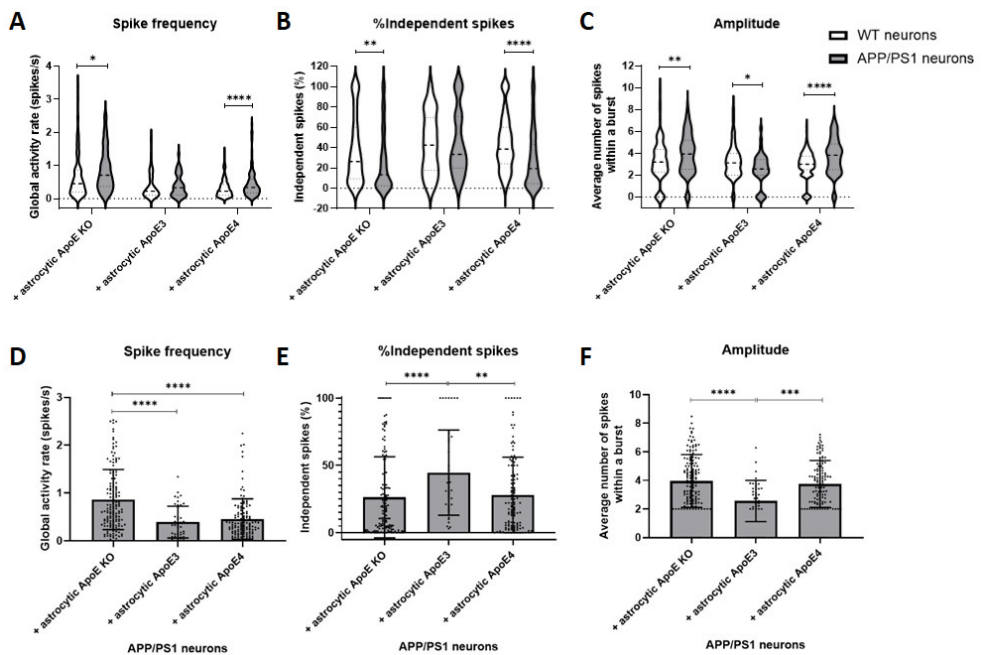 A
Spike frequency
Global activity rate (spikes/s)
4
3
2
1
0
*
****
+ astrocytic ApoE KO
+ astrocytic ApoE3
+ astrocytic ApoE4
B
%Independent spikes
Independent spikes (%)
120
100
80
60
40
20
0
-20
**
****
+ astrocytic ApoE KO
+ astrocytic ApoE3
+ astrocytic ApoE4
C
Amplitude
Average number of spikes
within a burst
12
10
8
6
4
2
0
**
*
****
+ astrocytic ApoE KO
+ astrocytic ApoE3
+ astrocytic ApoE4
WT neurons
APP/PS1 neurons
D
Spike frequency
Global activity rate (spikes/s)
3
2
1
0
****
****
+ astrocytic ApoE KO
+ astrocytic ApoE3
+ astrocytic ApoE4
APP/PS1 neurons
E
%Independent spikes
Independent spikes (%)
100
50
0
****
**
+ astrocytic ApoE KO
+ astrocytic ApoE3
+ astrocytic ApoE4
APP/PS1 neurons
F
Amplitude
Average number of spikes
within a burst
10
8
6
4
2
0
****
***
+ astrocytic ApoE KO
+ astrocytic ApoE3
+ astrocytic ApoE4
APP/PS1 neurons